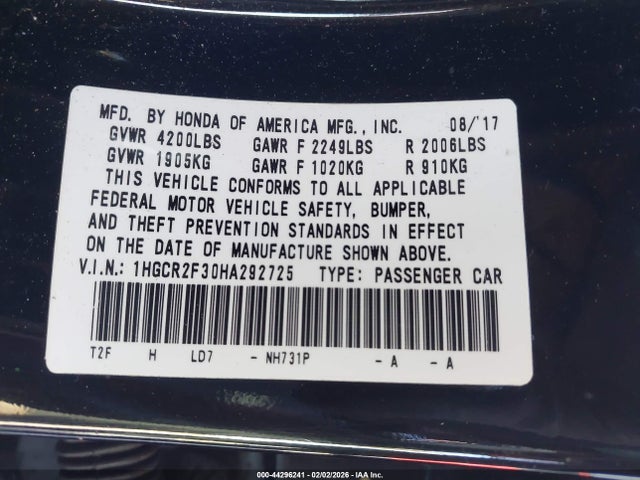 MFD. BY HONDA OF AMERICA MFG., INC. 08/'17
GVWR 4200LBS GAWR F 2249LBS R 2006LBS
GVWR 1905KG GAWR F 1020KG R 910KG
THIS VEHICLE CONFORMS TO ALL APPLICABLE
FEDERAL MOTOR VEHICLE SAFETY, BUMPER,
AND THEFT PREVENTION STANDARDS IN EFFECT
ON THE DATE OF MANUFACTURE SHOWN ABOVE.
V.I.N.: 1HGCR2F30HA292725 TYPE: PASSENGER CAR
T2F H LD7 - NH731P - A - A
000-44296241 - 02/02/2026 - IAA Inc.